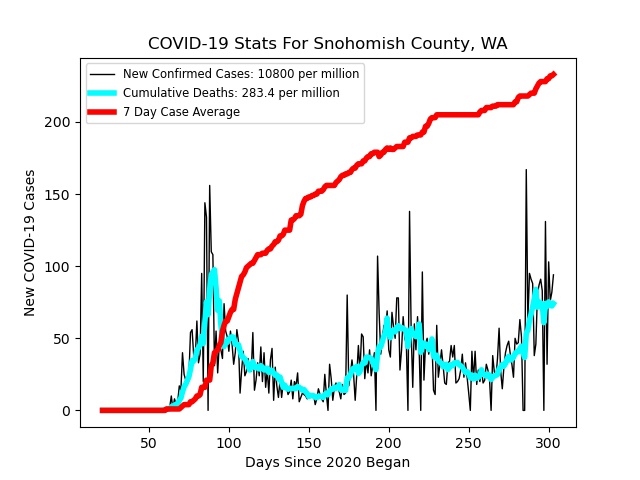 COVID-19 Stats For Snohomish County, WA
New Confirmed Cases: 10800 per million
Cumulative Deaths: 283.4 per million
7 Day Case Average
New COVID-19 Cases
200
150
100
50
0
50 100 150 200 250 300
Days Since 2020 Began